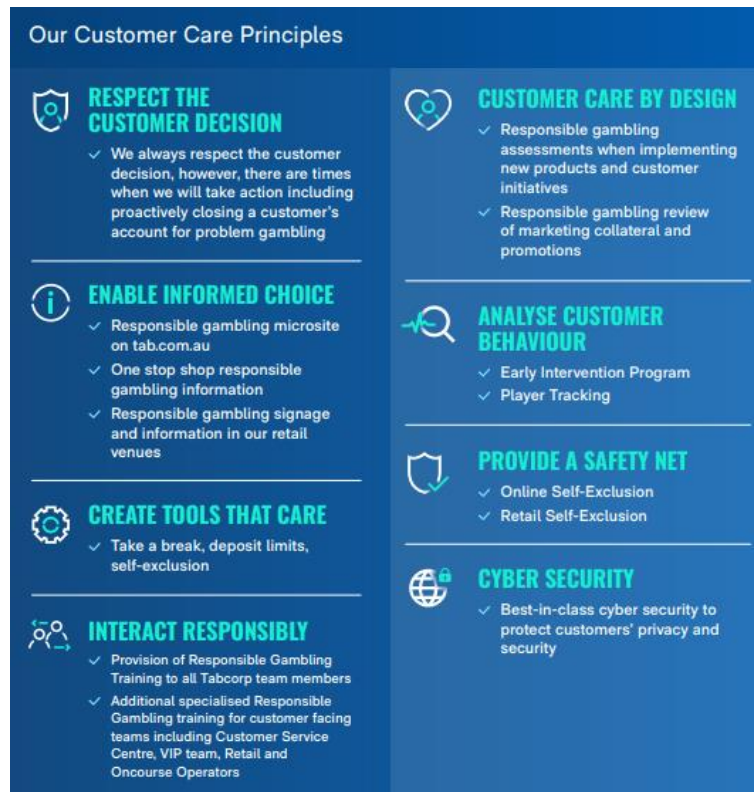 Our Customer Care Principles
RESPECT THE
CUSTOMER DECISION
✓ We always respect the customer
decision, however, there are times
when we will take action including
proactively closing a customer's
account for problem gambling
ENABLE INFORMED CHOICE
✓ Responsible gambling microsite
on tab.com.au
✓ One stop shop responsible
gambling information
✓ Responsible gambling signage
and information in our retail
venues
CREATE TOOLS THAT CARE
✓ Take a break, deposit limits,
self-exclusion
INTERACT RESPONSIBLY
✓ Provision of Responsible Gambling
Training to all Tabcorp team members
✓ Additional specialised Responsible
Gambling training for customer facing
teams including Customer Service
Centre, VIP team, Retail and
Oncourse Operators
CUSTOMER CARE BY DESIGN
✓ Responsible gambling
assessments when implementing
new products and customer
initiatives
✓ Responsible gambling review
of marketing collateral and
promotions
ANALYSE CUSTOMER
BEHAVIOUR
✓ Early Intervention Program
✓ Player Tracking
PROVIDE A SAFETY NET
✓ Online Self-Exclusion
✓ Retail Self-Exclusion
CYBER SECURITY
✓ Best-in-class cyber security to
protect customers' privacy and
security